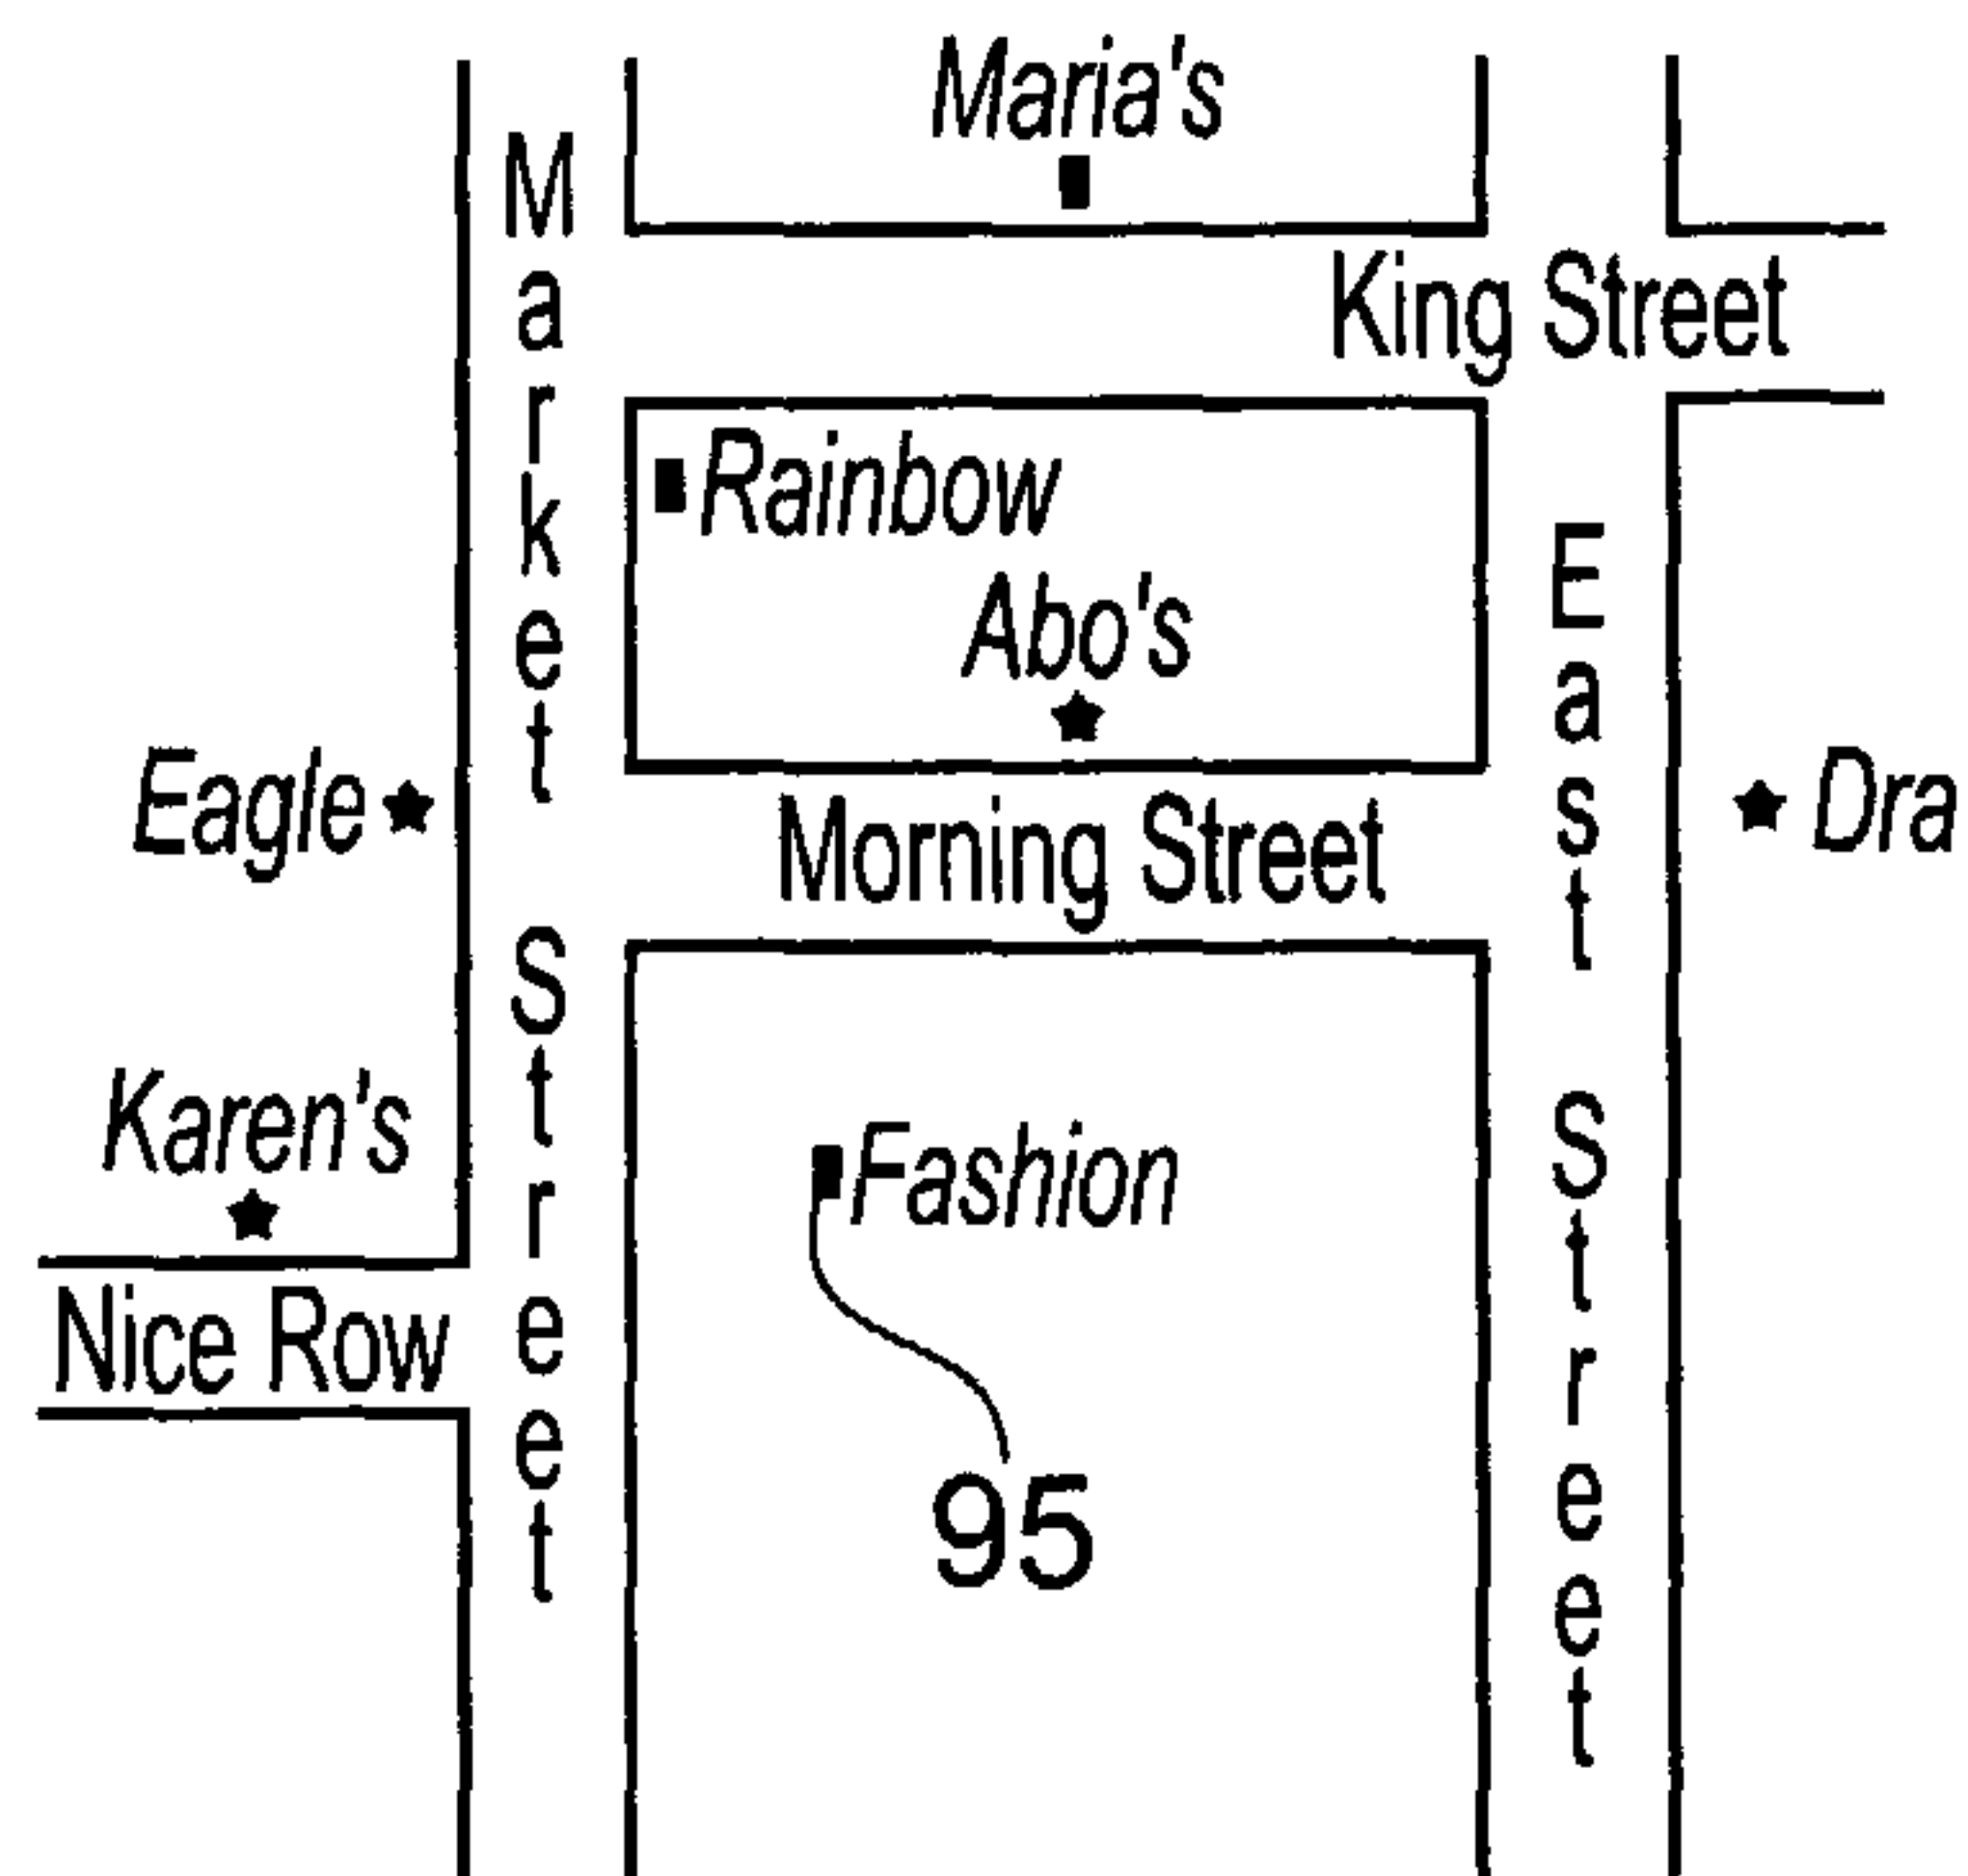 Maria's
Market Street
King Street
Rainbow
Abo's
East Street
Eagle
Dra
Morning Street
Karen's
Fashion
Nice Row
95